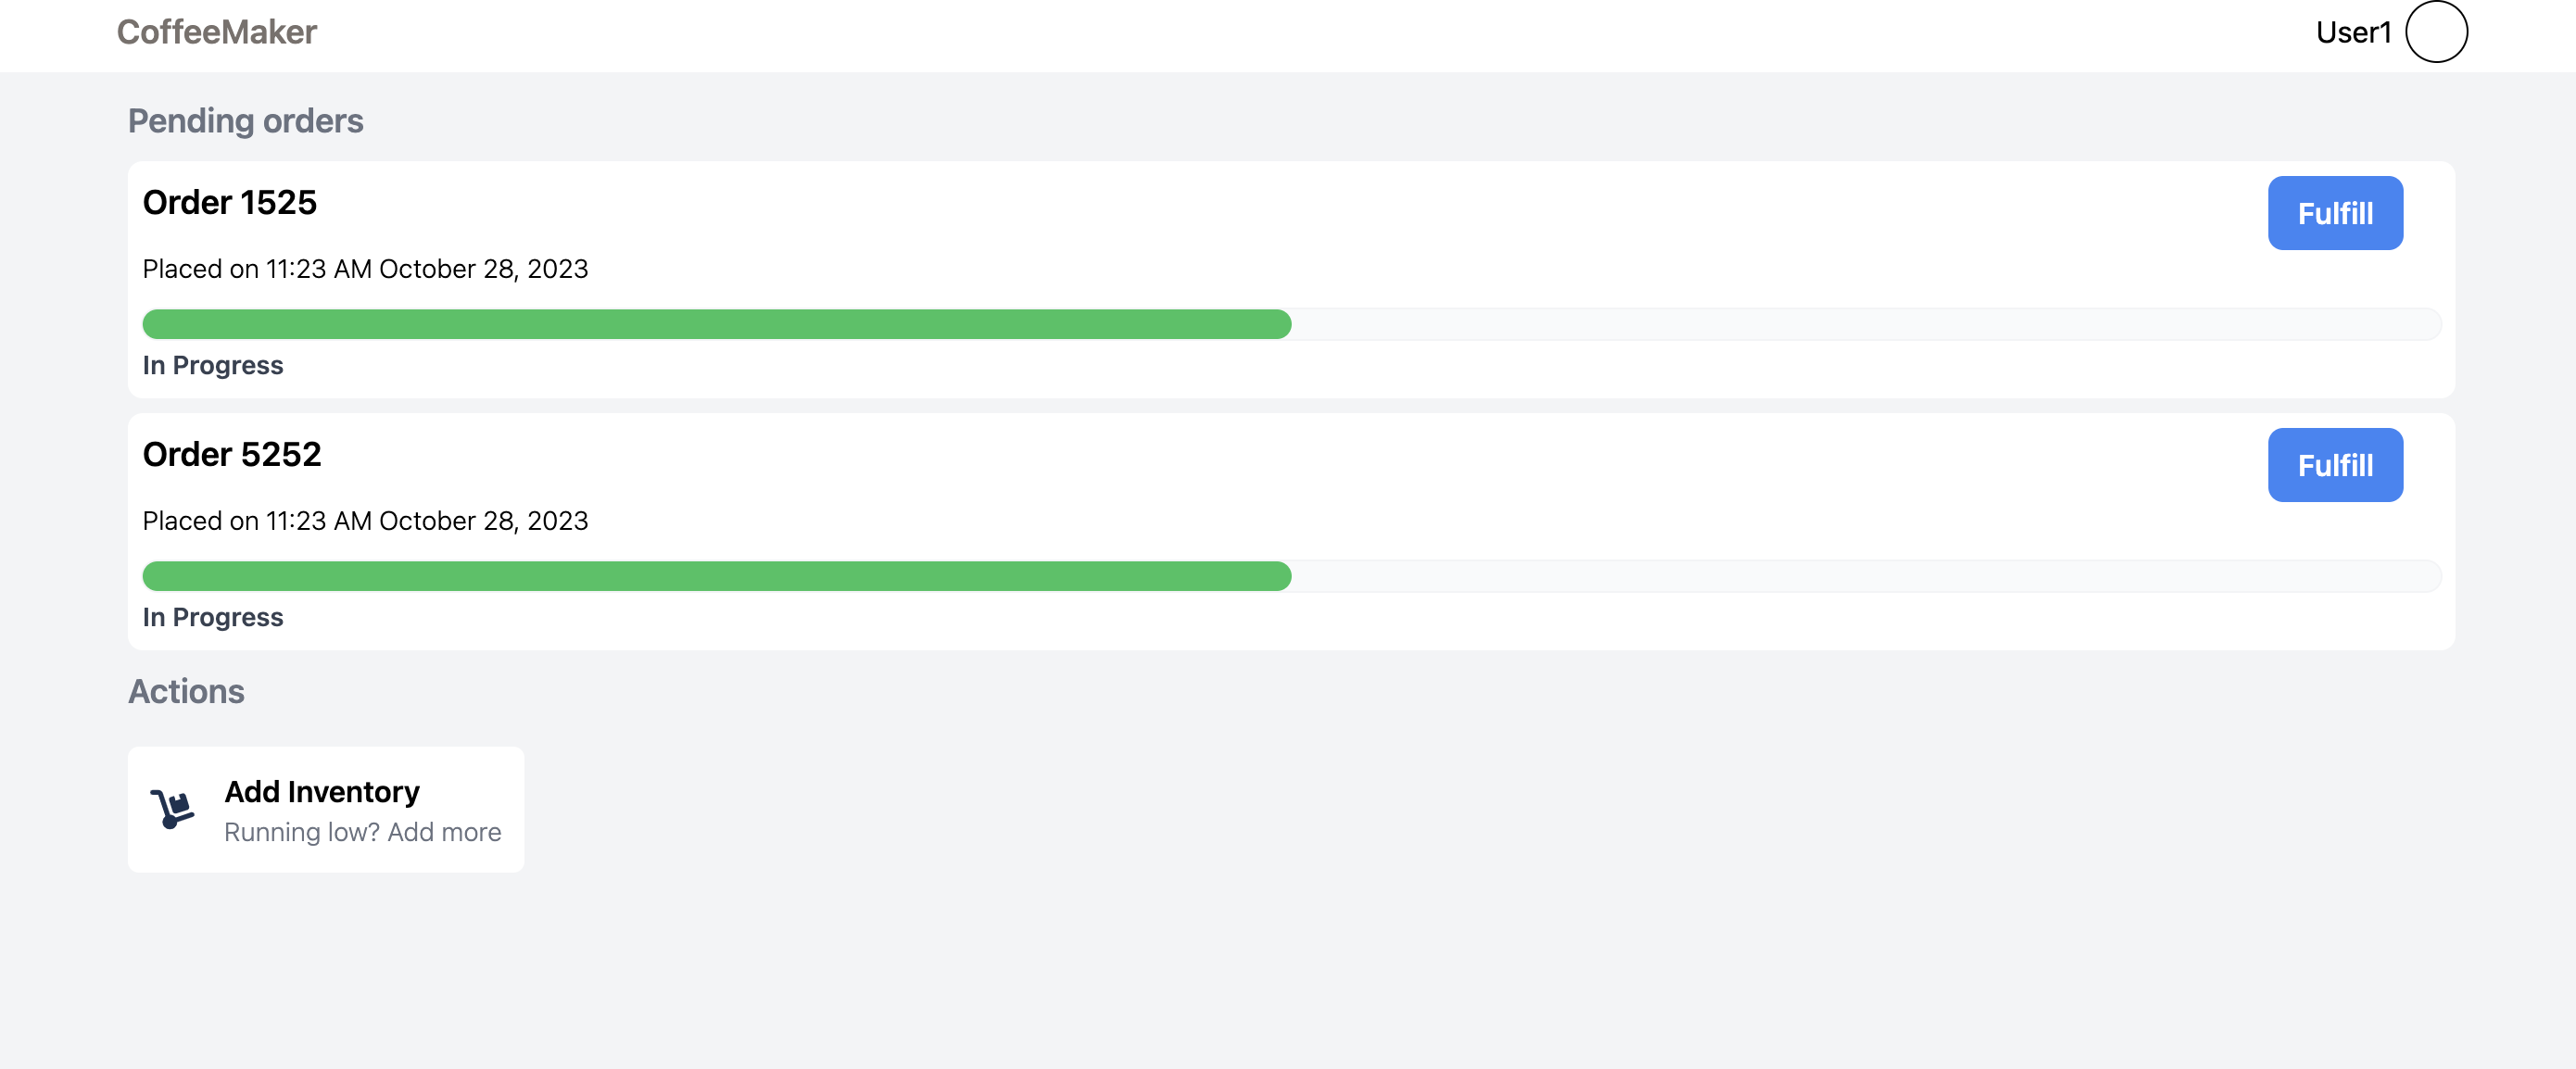 CoffeeMaker
User1
Pending orders
Order 1525
Fulfill
Placed on 11:23 AM October 28, 2023
In Progress
Order 5252
Fulfill
Placed on 11:23 AM October 28, 2023
In Progress
Actions
Add Inventory
Running low? Add more